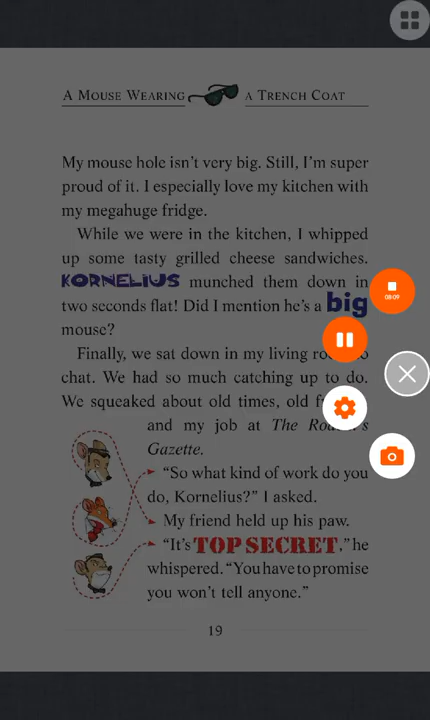 A Mouse Wearing a Trench Coat
My mouse hole isn't very big. Still, I'm super
proud of it. I especially love my kitchen with
my megahuge fridge.
While we were in the kitchen, I whipped
up some tasty grilled cheese sandwiches.
KORNELIUS munched them down in
two seconds flat! Did I mention he's a big
mouse?
Finally, we sat down in my living
chat. We had so much catching up to do.
We squeaked about old times, old
and my job at The
Gazette.
"So what kind of work do you
do, Kornelius?" I asked.
My friend held up his paw.
"It's TOP SECRET," he
whispered. "You have to promise
you won't tell anyone."
19
08:09